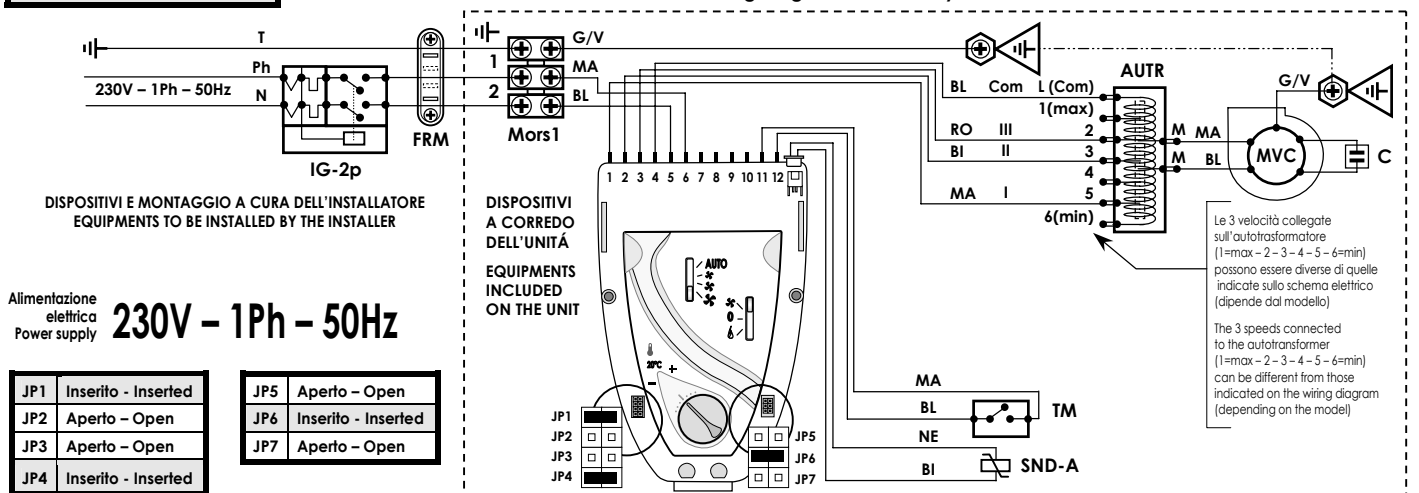 T
Ph
230V – 1Ph – 50Hz
N
IG-2p
FRM
1
2
Mors1
G/V
MA
BL
DISPOSITIVI E MONTAGGIO A CURA DELL'INSTALLATORE
EQUIPMENTS TO BE INSTALLED BY THE INSTALLER
Alimentazione
elettrica
Power supply
230V – 1Ph – 50Hz
JP1 Inserito - Inserted
JP2 Aperto – Open
JP3 Aperto – Open
JP4 Inserito - Inserted
JP5 Aperto – Open
JP6 Inserito - Inserted
JP7 Aperto – Open
DISPOSITIVI
A CORREDO
DELL'UNITÁ
EQUIPMENTS
INCLUDED
ON THE UNIT
1 2 3 4 5 6 7 8 9 10 11 12
AUTO
0
20°C
+
–
JP1
JP2
JP3
JP4
JP5
JP6
JP7
BL Com L (Com)
1(max)
RO III 2
BI II 3
4
MA I 5
6(min)
AUTR
M MA
M BL
MVC
C
G/V
MA
BL
TM
NE
BI
SND-A
Le 3 velocità collegate
sull'autotrasformatore
(1=max – 2 – 3 – 4 – 5 – 6=min)
possono essere diverse di quelle
indicate sullo schema elettrico
(dipende dal modello)
The 3 speeds connected
to the autotransformer
(1=max – 2 – 3 – 4 – 5 – 6=min)
can be different from those
indicated on the wiring diagram
(depending on the model)